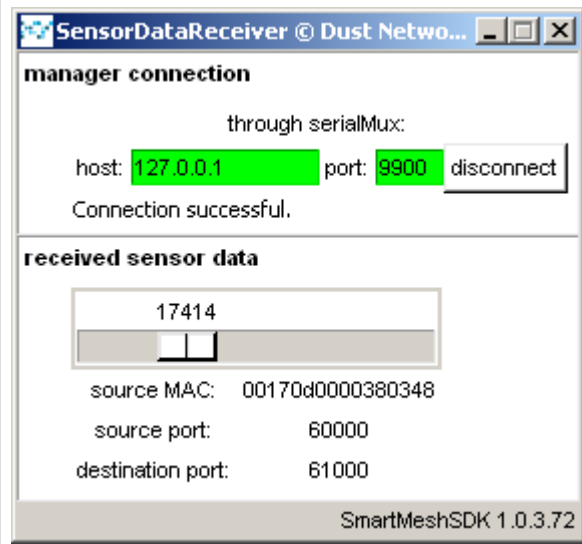 SensorDataReceiver © Dust Netwo...
manager connection
through serialMux:
host: 127.0.0.1 port: 9900 disconnect
Connection successful.
received sensor data
17414
source MAC: 00170d0000380348
source port: 60000
destination port: 61000
SmartMeshSDK 1.0.3.72